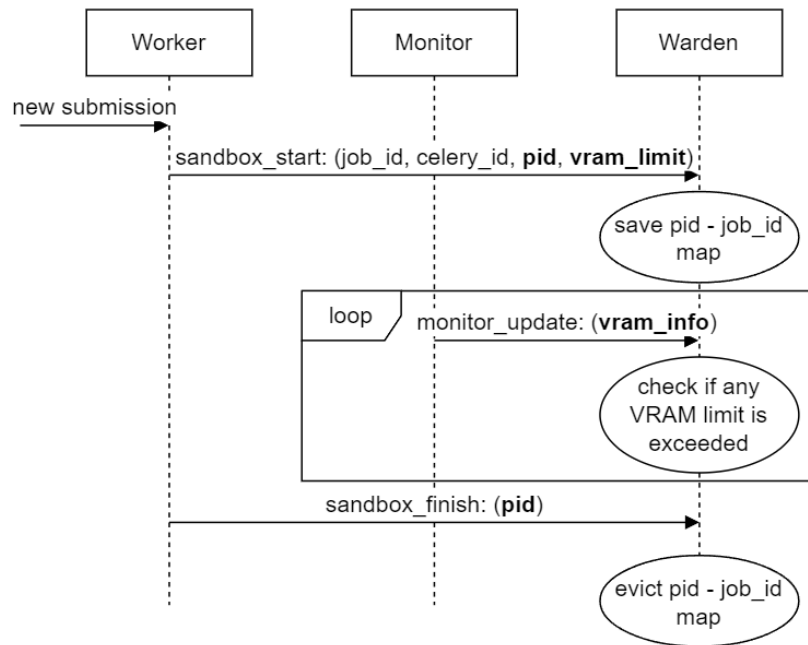 Worker
Monitor
Warden
new submission
sandbox_start: (job_id, celery_id, pid, vram_limit)
save pid - job_id
map
loop
monitor_update: (vram_info)
check if any
VRAM limit is
exceeded
sandbox_finish: (pid)
evict pid - job_id
map